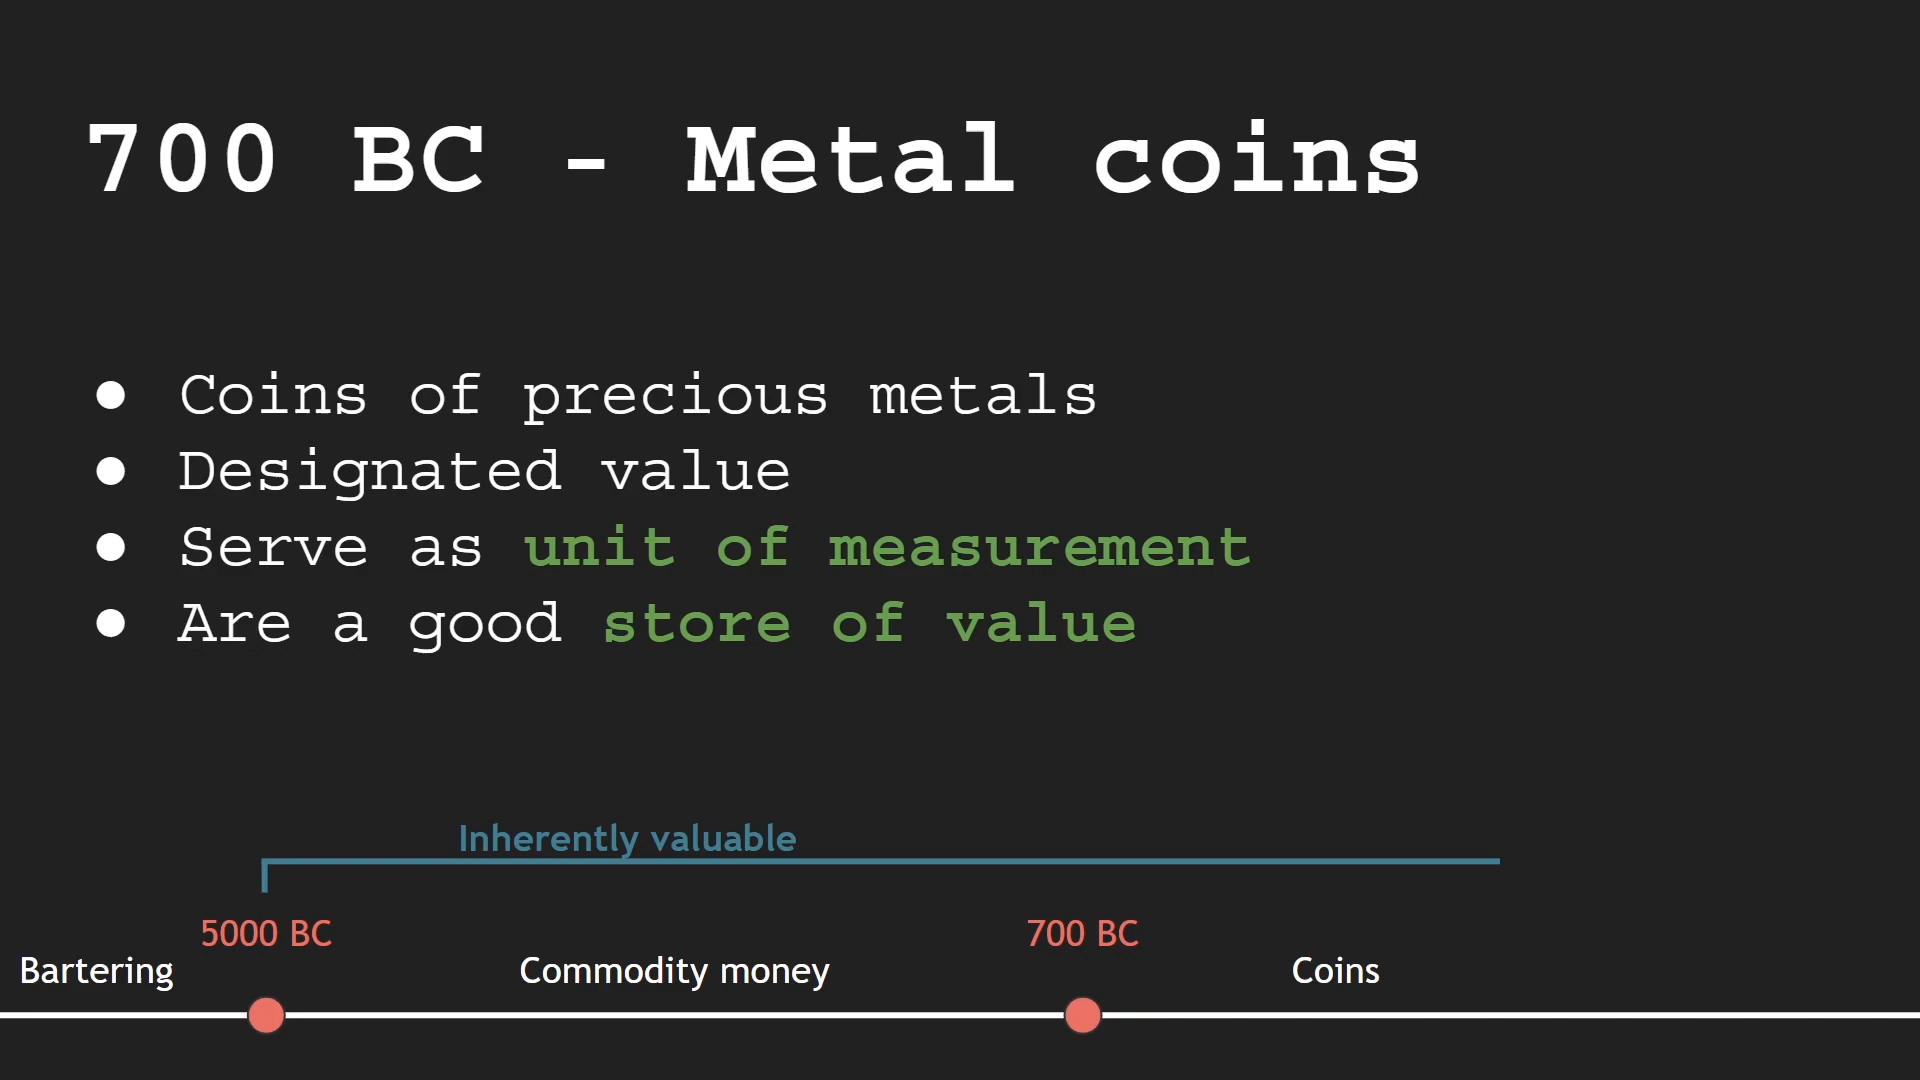 700 BC - Metal coins
● Coins of precious metals
● Designated value
● Serve as unit of measurement
● Are a good store of value
Inherently valuable
5000 BC
700 BC
Bartering
Commodity money
Coins